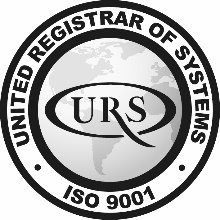 UNITED REGISTRAR OF SYSTEMS
URS
• ISO 9001 •